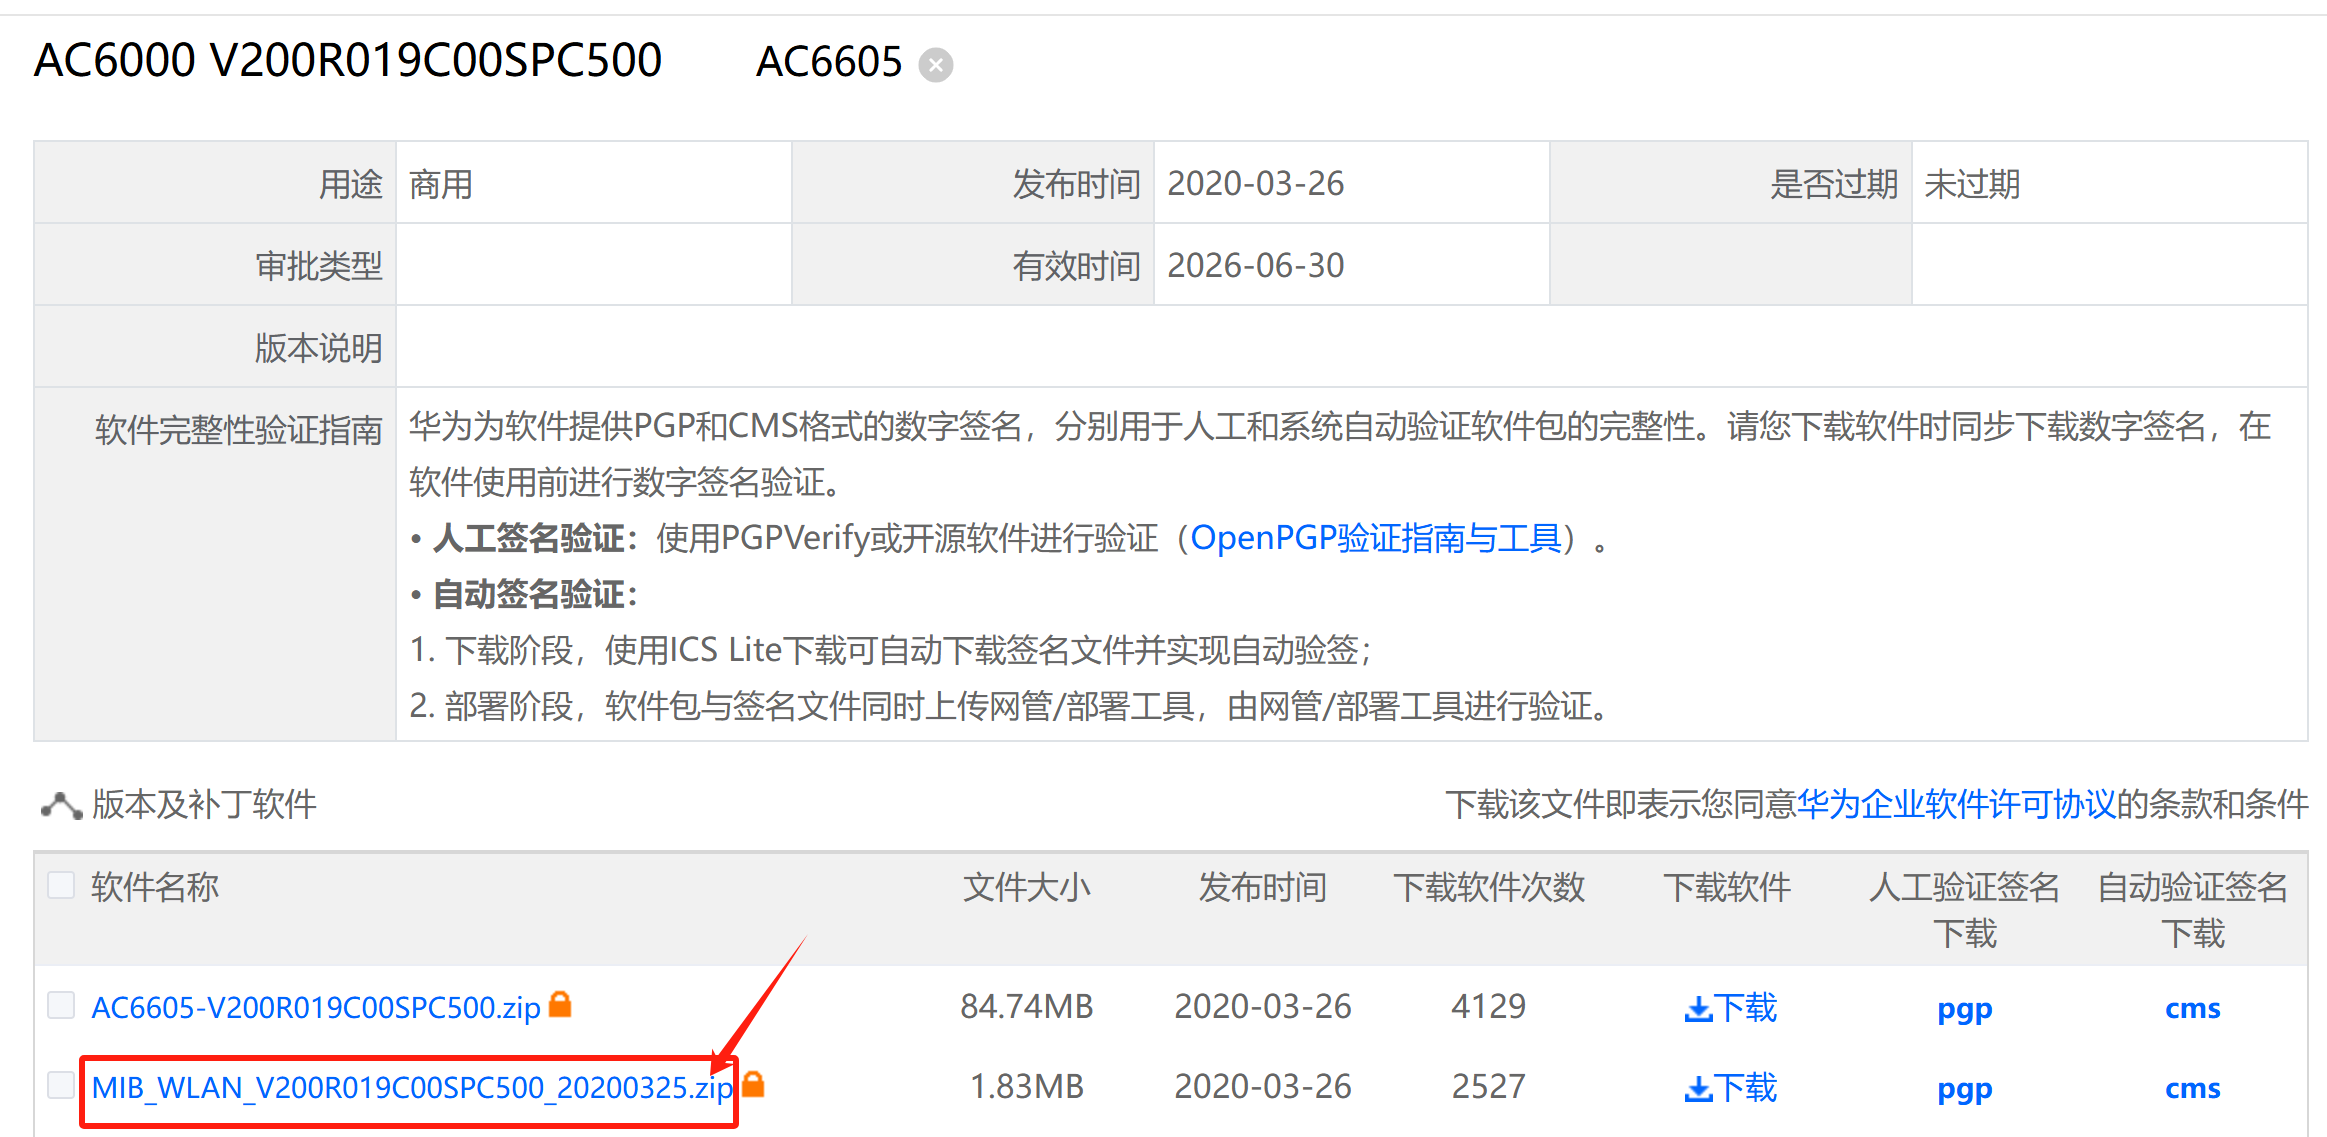 AC6000 V200R019C00SPC500 AC6605
用途 商用 发布时间 2020-03-26 是否过期 未过期
审批类型 有效时间 2026-06-30
版本说明
软件完整性验证指南 华为为软件提供PGP和CMS格式的数字签名，分别用于人工和系统自动验证软件包的完整性。请您下载软件时同步下载数字签名，在
软件使用前进行数字签名验证。
• 人工签名验证：使用PGPVerify或开源软件进行验证（OpenPGP验证指南与工具）。
• 自动签名验证：
1. 下载阶段，使用ICS Lite下载可自动下载签名文件并实现自动验签；
2. 部署阶段，软件包与签名文件同时上传网管/部署工具，由网管/部署工具进行验证。
版本及补丁软件 下载该文件即表示您同意华为企业软件许可协议的条款和条件
软件名称 文件大小 发布时间 下载软件次数 下载软件 人工验证签名 自动验证签名
下载 下载
AC6605-V200R019C00SPC500.zip 84.74MB 2020-03-26 4129 下载 pgp cms
MIB_WLAN_V200R019C00SPC500_20200325.zip 1.83MB 2020-03-26 2527 下载 pgp cms